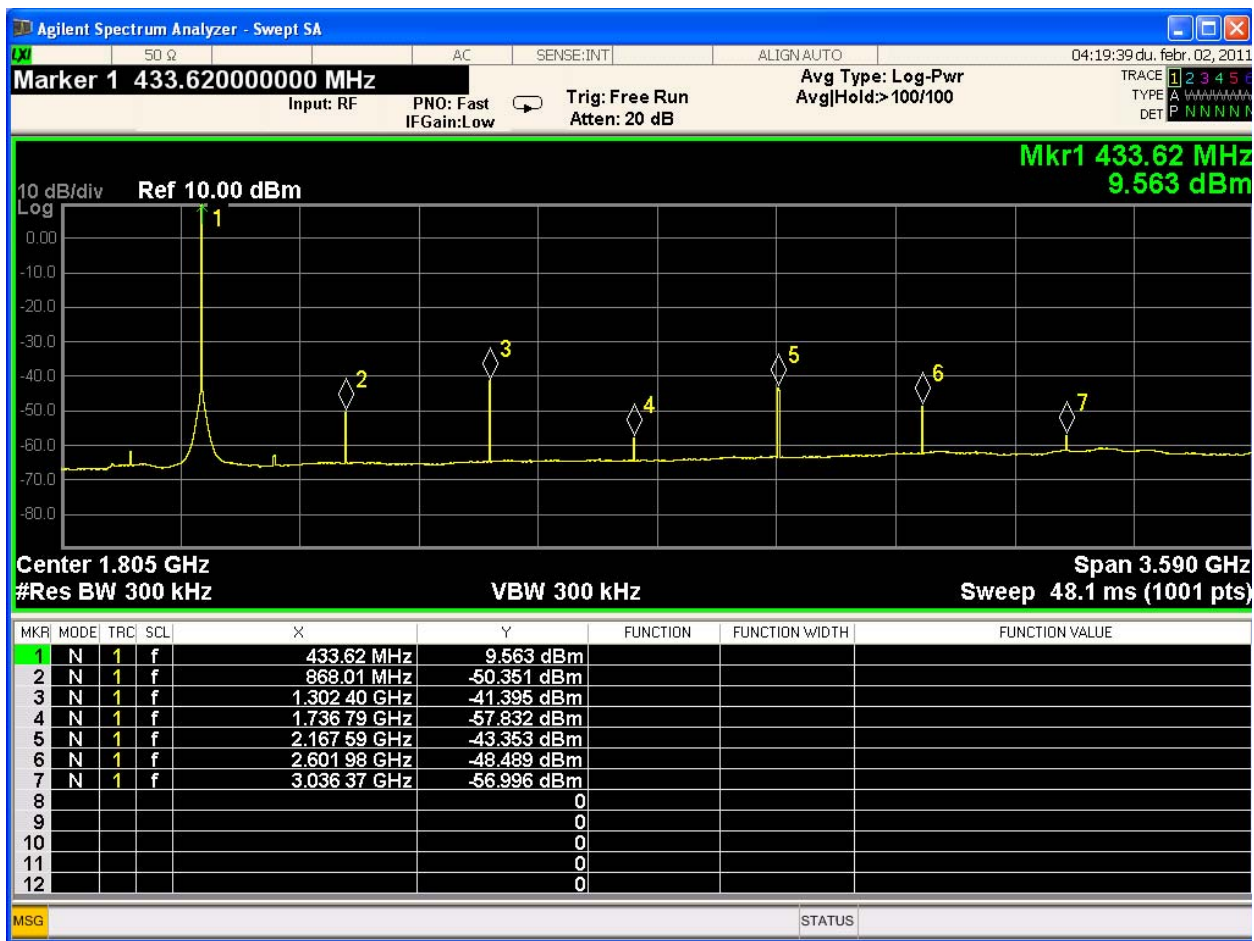 Agilent Spectrum Analyzer - Swept SA
LXI 50 Ω AC SENSE:INT ALIGNAUTO 04:19:39 du. febr. 02, 2011
Marker 1 433.620000000 MHz
Input: RF
PNO: Fast
IFGain:Low
Trig: Free Run
Atten: 20 dB
Avg Type: Log-Pwr
Avg|Hold:>100/100
TRACE 1 2 3 4 5 6
TYPE A
DET P N N N N N
Mkr1 433.62 MHz
9.563 dBm
10 dB/div Ref 10.00 dBm
Log
0.00
-10.0
-20.0
-30.0
-40.0
-50.0
-60.0
-70.0
-80.0
1
2
3
4
5
6
7
Center 1.805 GHz Span 3.590 GHz
#Res BW 300 kHz VBW 300 kHz Sweep 48.1 ms (1001 pts)
MKR MODE TRC SCL X Y FUNCTION FUNCTION WIDTH FUNCTION VALUE
1 N 1 f 433.62 MHz 9.563 dBm
2 N 1 f 868.01 MHz -50.351 dBm
3 N 1 f 1.302 40 GHz -41.395 dBm
4 N 1 f 1.736 79 GHz -57.832 dBm
5 N 1 f 2.167 59 GHz -43.353 dBm
6 N 1 f 2.601 98 GHz -48.489 dBm
7 N 1 f 3.036 37 GHz -56.996 dBm
8 0
9 0
10 0
11 0
12 0
MSG STATUS